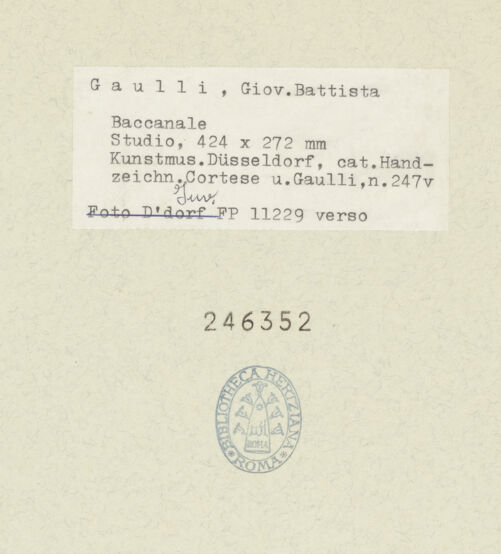 G a u l l i , Giov.Battista
Baccanale
Studio, 424 x 272 mm
Kunstmus.Düsseldorf, cat.Hand-
zeichn.Cortese u.Gaulli,n.247v
Inv.
Foto D'dorf FP 11229 verso
246352
*BIBLIOTHECA HERTZIANA*
ROMA
ROMA